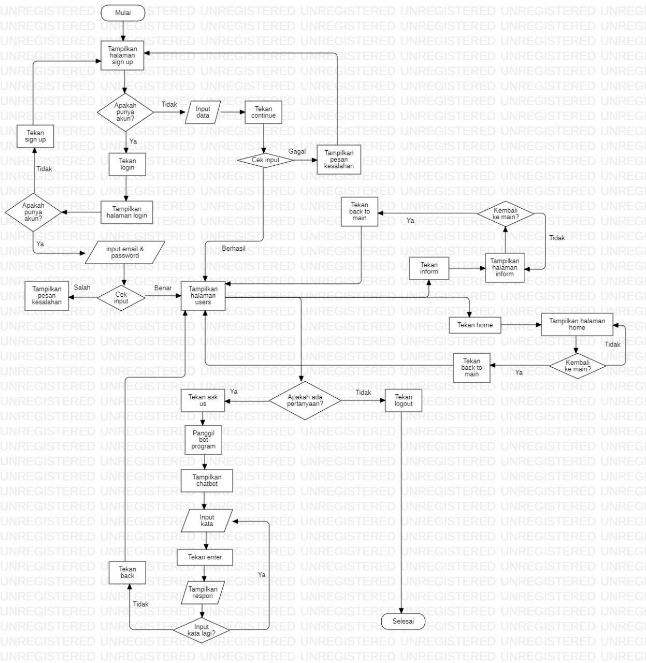 Mulai
Tampilkan
halaman
sign up
Apakah
punya
akun?
Tidak
Input
data
Tekan
continue
Tekan
sign up
Ya
Tekan
login
Cek input
Gagal
Tampilkan
pesan
kesalahan
Tidak
Apakah
punya
akun?
Tampilkan
halaman login
Ya
input email &
password
Berhasil
Tekan
back to
main
Ya
Kembali
ke main?
Tidak
Tekan
inform
Tampilkan
halaman
inform
Tampilkan
pesan
kesalahan
Salah
Cek
input
Benar
Tampilkan
halaman
users
Tekan home
Tampilkan halaman
home
Tidak
Tekan
back to
main
Ya
Kembali
ke main?
Tekan ask
us
Ya
Apakah ada
pertanyaan?
Tidak
Tekan
logout
Panggil
bot
program
Tampilkan
chatbot
Input
kata
Tekan enter
Tekan
back
Ya
Tampilkan
respon
Tidak
Input
kata lagi?
Selesai
UNREGISTERED UNREGISTERED UNREGISTERED UNREGISTERED UNREGISTERED UNREGISTERED